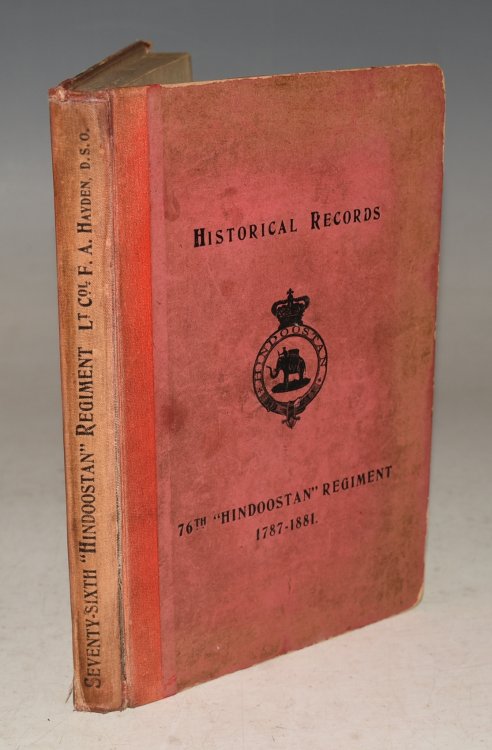 SEVENTY-SIXTH "HINDOOSTAN" REGIMENT LT COL F. A. HAYDEN, D.S.O.
HISTORICAL RECORDS
HINDOOSTAN
76TH "HINDOOSTAN" REGIMENT
1787-1881.